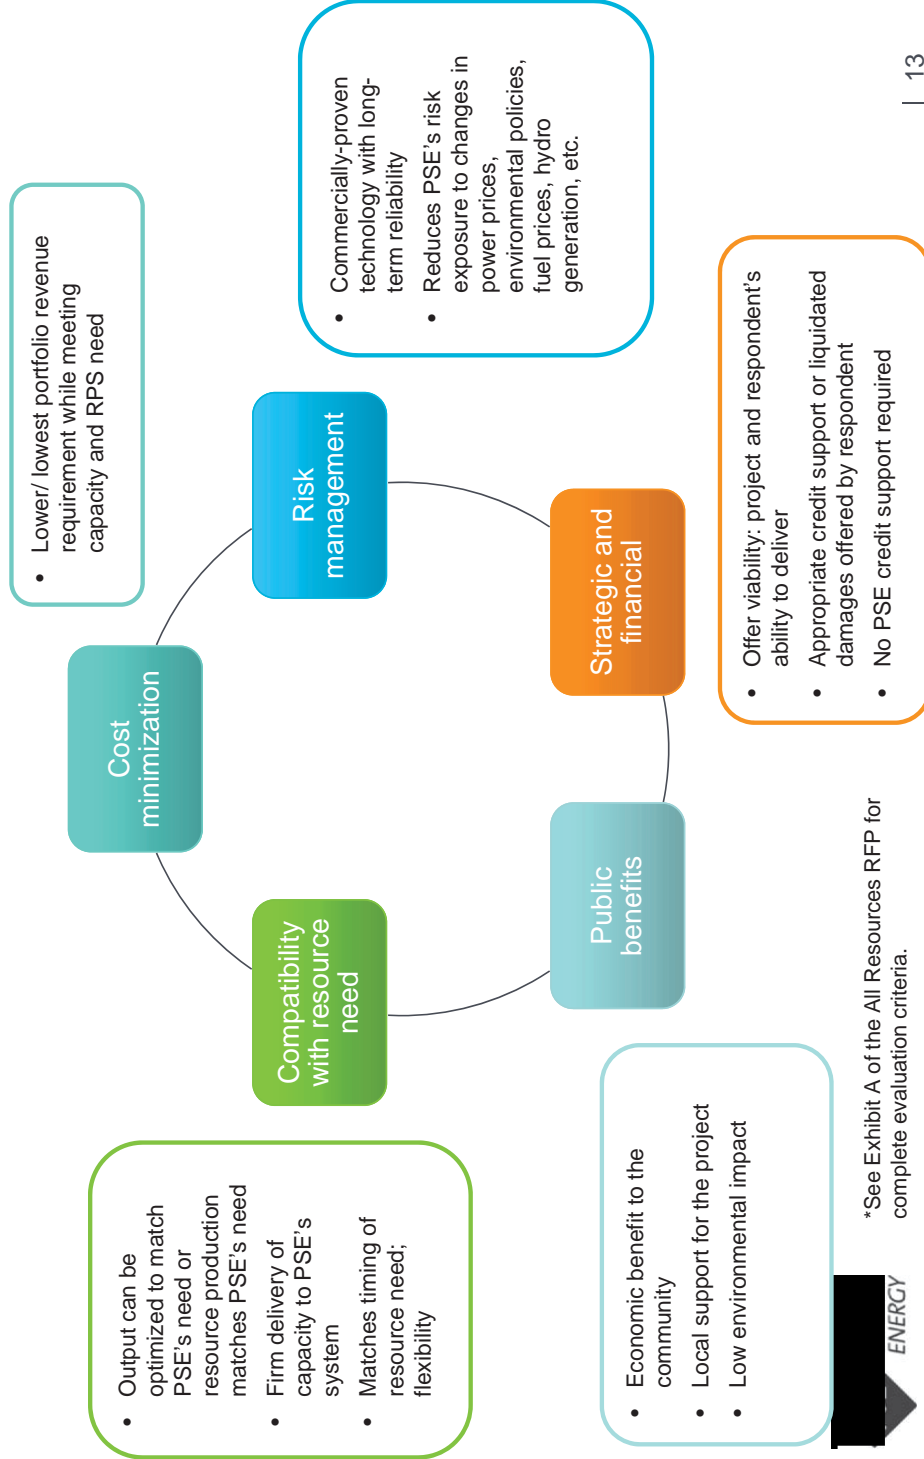 Cost
minimization
• Lower/ lowest portfolio revenue
requirement while meeting
capacity and RPS need
Risk
management
• Commercially-proven
technology with long-
term reliability
• Reduces PSE’s risk
exposure to changes in
power prices,
environmental policies,
fuel prices, hydro
generation, etc.
Strategic and
financial
• Offer viability: project and respondent’s
ability to deliver
• Appropriate credit support or liquidated
damages offered by respondent
• No PSE credit support required
Public
benefits
• Economic benefit to the
community
• Local support for the project
• Low environmental impact
Compatibility
with resource
need
• Output can be
optimized to match
PSE’s need or
resource production
matches PSE’s need
• Firm delivery of
capacity to PSE’s
system
• Matches timing of
resource need;
flexibility
*See Exhibit A of the All Resources RFP for
complete evaluation criteria.
ENERGY
| 13